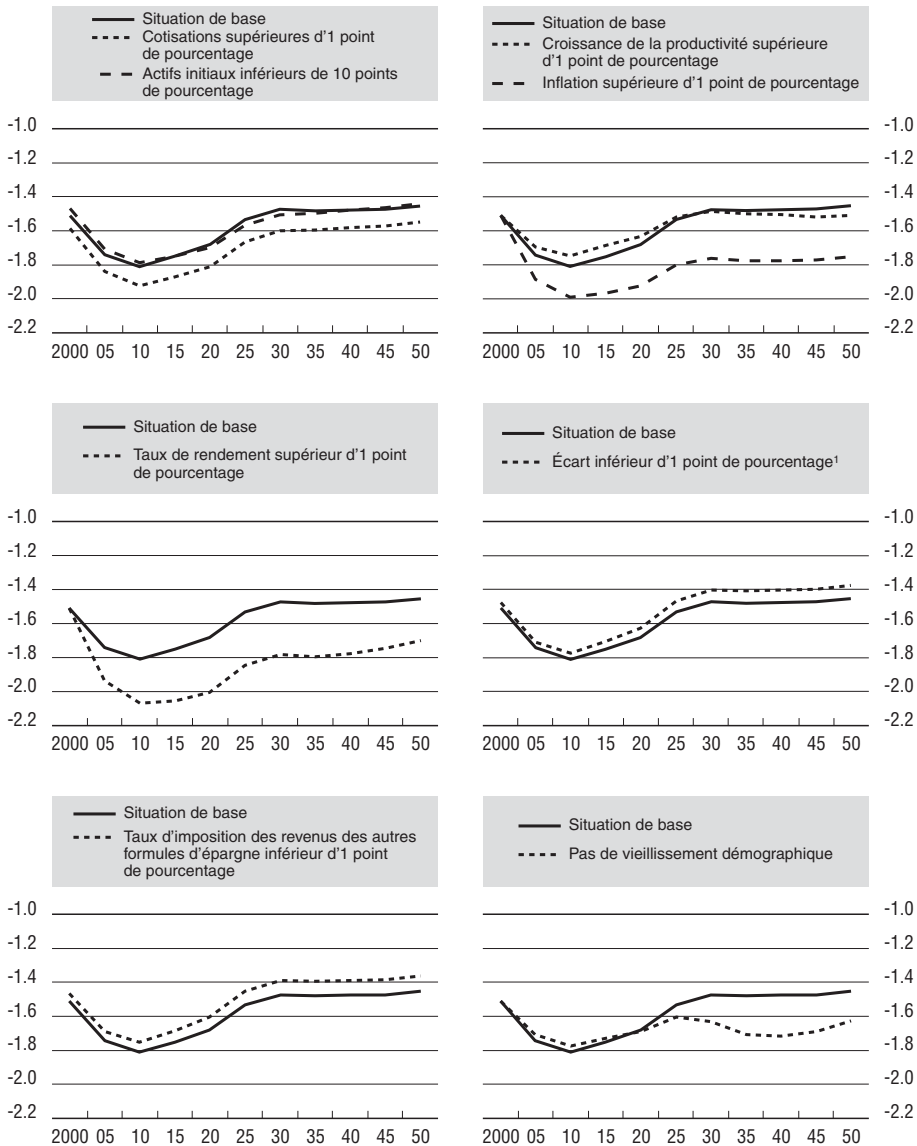 Situation de base
Cotisations supérieures d'1 point
de pourcentage
Actifs initiaux inférieurs de 10 points
de pourcentage
-1.0
-1.2
-1.4
-1.6
-1.8
-2.0
-2.2
2000 05 10 15 20 25 30 35 40 45 50
Situation de base
Croissance de la productivité supérieure
d'1 point de pourcentage
Inflation supérieure d'1 point de pourcentage
-1.0
-1.2
-1.4
-1.6
-1.8
-2.0
-2.2
2000 05 10 15 20 25 30 35 40 45 50
Situation de base
Taux de rendement supérieur d'1 point
de pourcentage
-1.0
-1.2
-1.4
-1.6
-1.8
-2.0
-2.2
2000 05 10 15 20 25 30 35 40 45 50
Situation de base
Écart inférieur d'1 point de pourcentage¹
-1.0
-1.2
-1.4
-1.6
-1.8
-2.0
-2.2
2000 05 10 15 20 25 30 35 40 45 50
Situation de base
Taux d'imposition des revenus des autres
formules d'épargne inférieur d'1 point
de pourcentage
-1.0
-1.2
-1.4
-1.6
-1.8
-2.0
-2.2
2000 05 10 15 20 25 30 35 40 45 50
Situation de base
Pas de vieillissement démographique
-1.0
-1.2
-1.4
-1.6
-1.8
-2.0
-2.2
2000 05 10 15 20 25 30 35 40 45 50